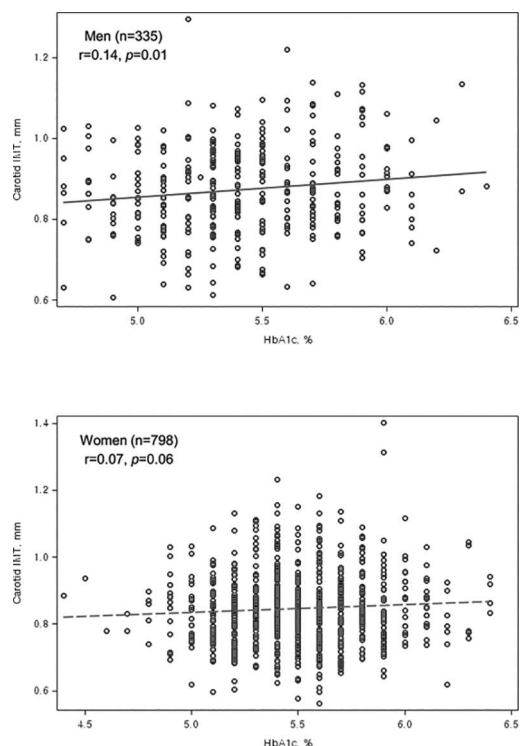 Men (n=335)
r=0.14, p=0.01
Carotid IMT, mm
1.2
1.0
0.8
0.6
5.0
5.5
6.0
6.5
HbA1c, %
Women (n=798)
r=0.07, p=0.06
Carotid IMT, mm
1.4
1.2
1.0
0.8
0.6
4.5
5.0
5.5
6.0
6.5
HbA1c, %